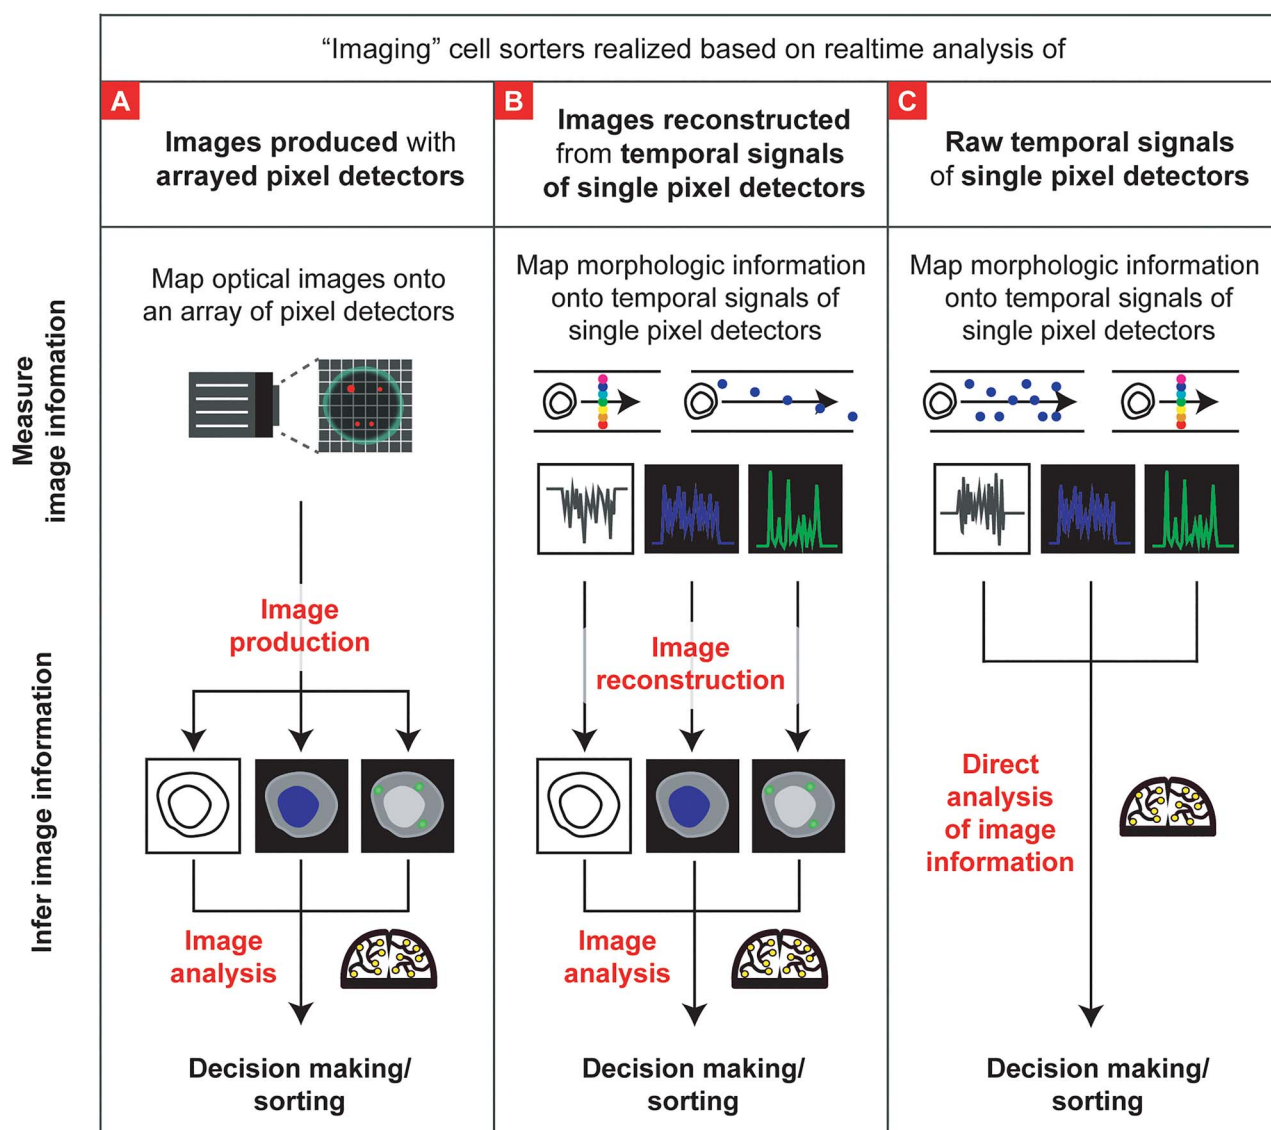 “Imaging” cell sorters realized based on realtime analysis of
A
Images produced with
arrayed pixel detectors
B
Images reconstructed
from temporal signals
of single pixel detectors
C
Raw temporal signals
of single pixel detectors
Measure
image infomation
Map optical images onto
an array of pixel detectors
Map morphologic information
onto temporal signals of
single pixel detectors
Map morphologic information
onto temporal signals of
single pixel detectors
Infer image information
Image
production
Image
analysis
Decision making/
sorting
Image
reconstruction
Image
analysis
Decision making/
sorting
Direct
analysis
of image
information
Decision making/
sorting